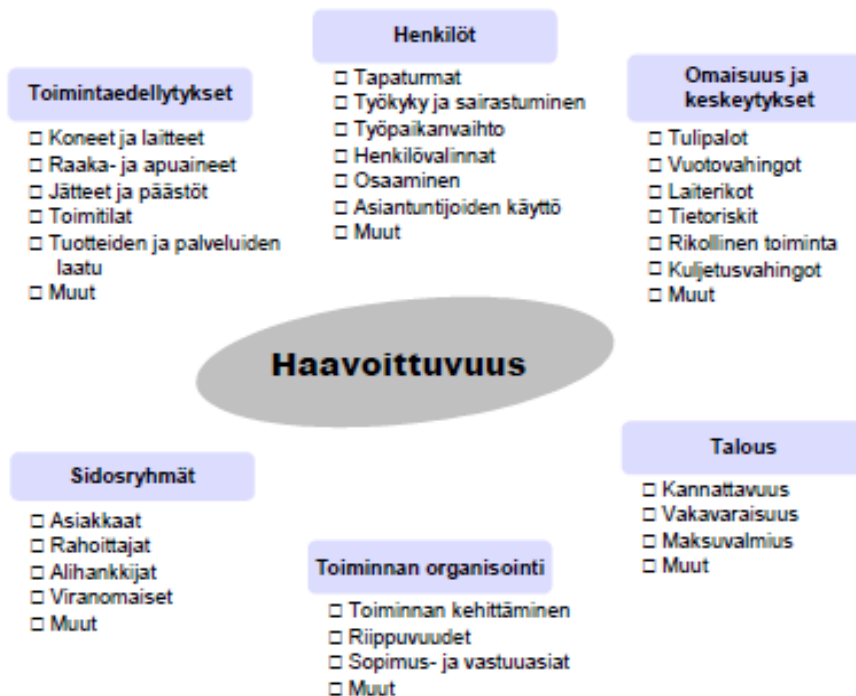 Henkilöt
□ Tapaturmat
□ Työkyky ja sairastuminen
□ Työpaikanvaihto
□ Henkilövalinnat
□ Osaaminen
□ Asiantuntijoiden käyttö
□ Muut
Toimintaedellytykset
□ Koneet ja laitteet
□ Raaka- ja apuaineet
□ Jätteet ja päästöt
□ Toimitilat
□ Tuotteiden ja palveluiden
laatu
□ Muut
Omaisuus ja
keskeytykset
□ Tulipalot
□ Vuotovahingot
□ Laiterikot
□ Tietoriskit
□ Rikollinen toiminta
□ Kuljetusvahingot
□ Muut
Haavoittuvuus
Sidosryhmät
□ Asiakkaat
□ Rahoittajat
□ Alihankkijat
□ Viranomaiset
□ Muut
Toiminnan organisointi
□ Toiminnan kehittäminen
□ Riippuvuudet
□ Sopimus- ja vastuuasiat
□ Muut
Talous
□ Kannattavuus
□ Vakavaraisuus
□ Maksuvalmius
□ Muut